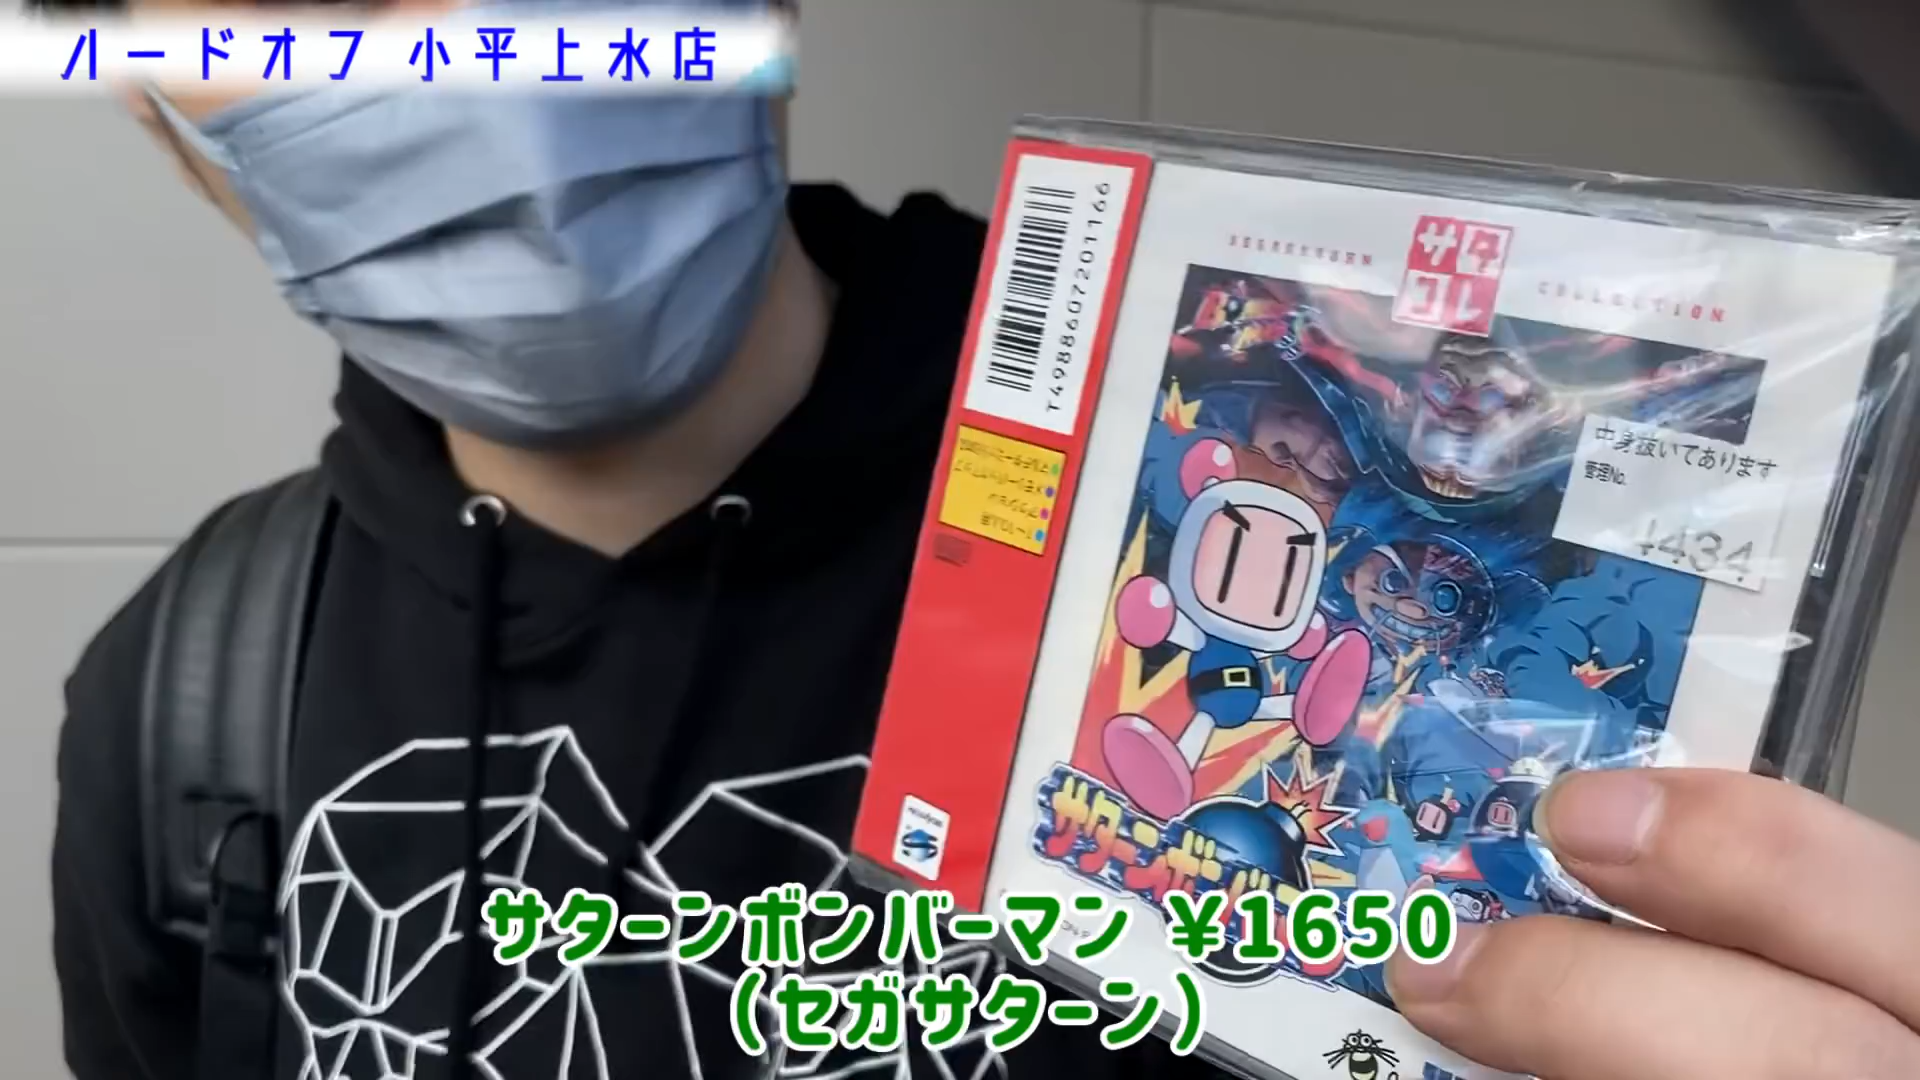 ハードオフ 小平上水店
T4988607201166
サタ
コレ
COLLECTION
中身抜いてあります
管理No.
4434
サターンボンバーマン ¥1650
(セガサターン)